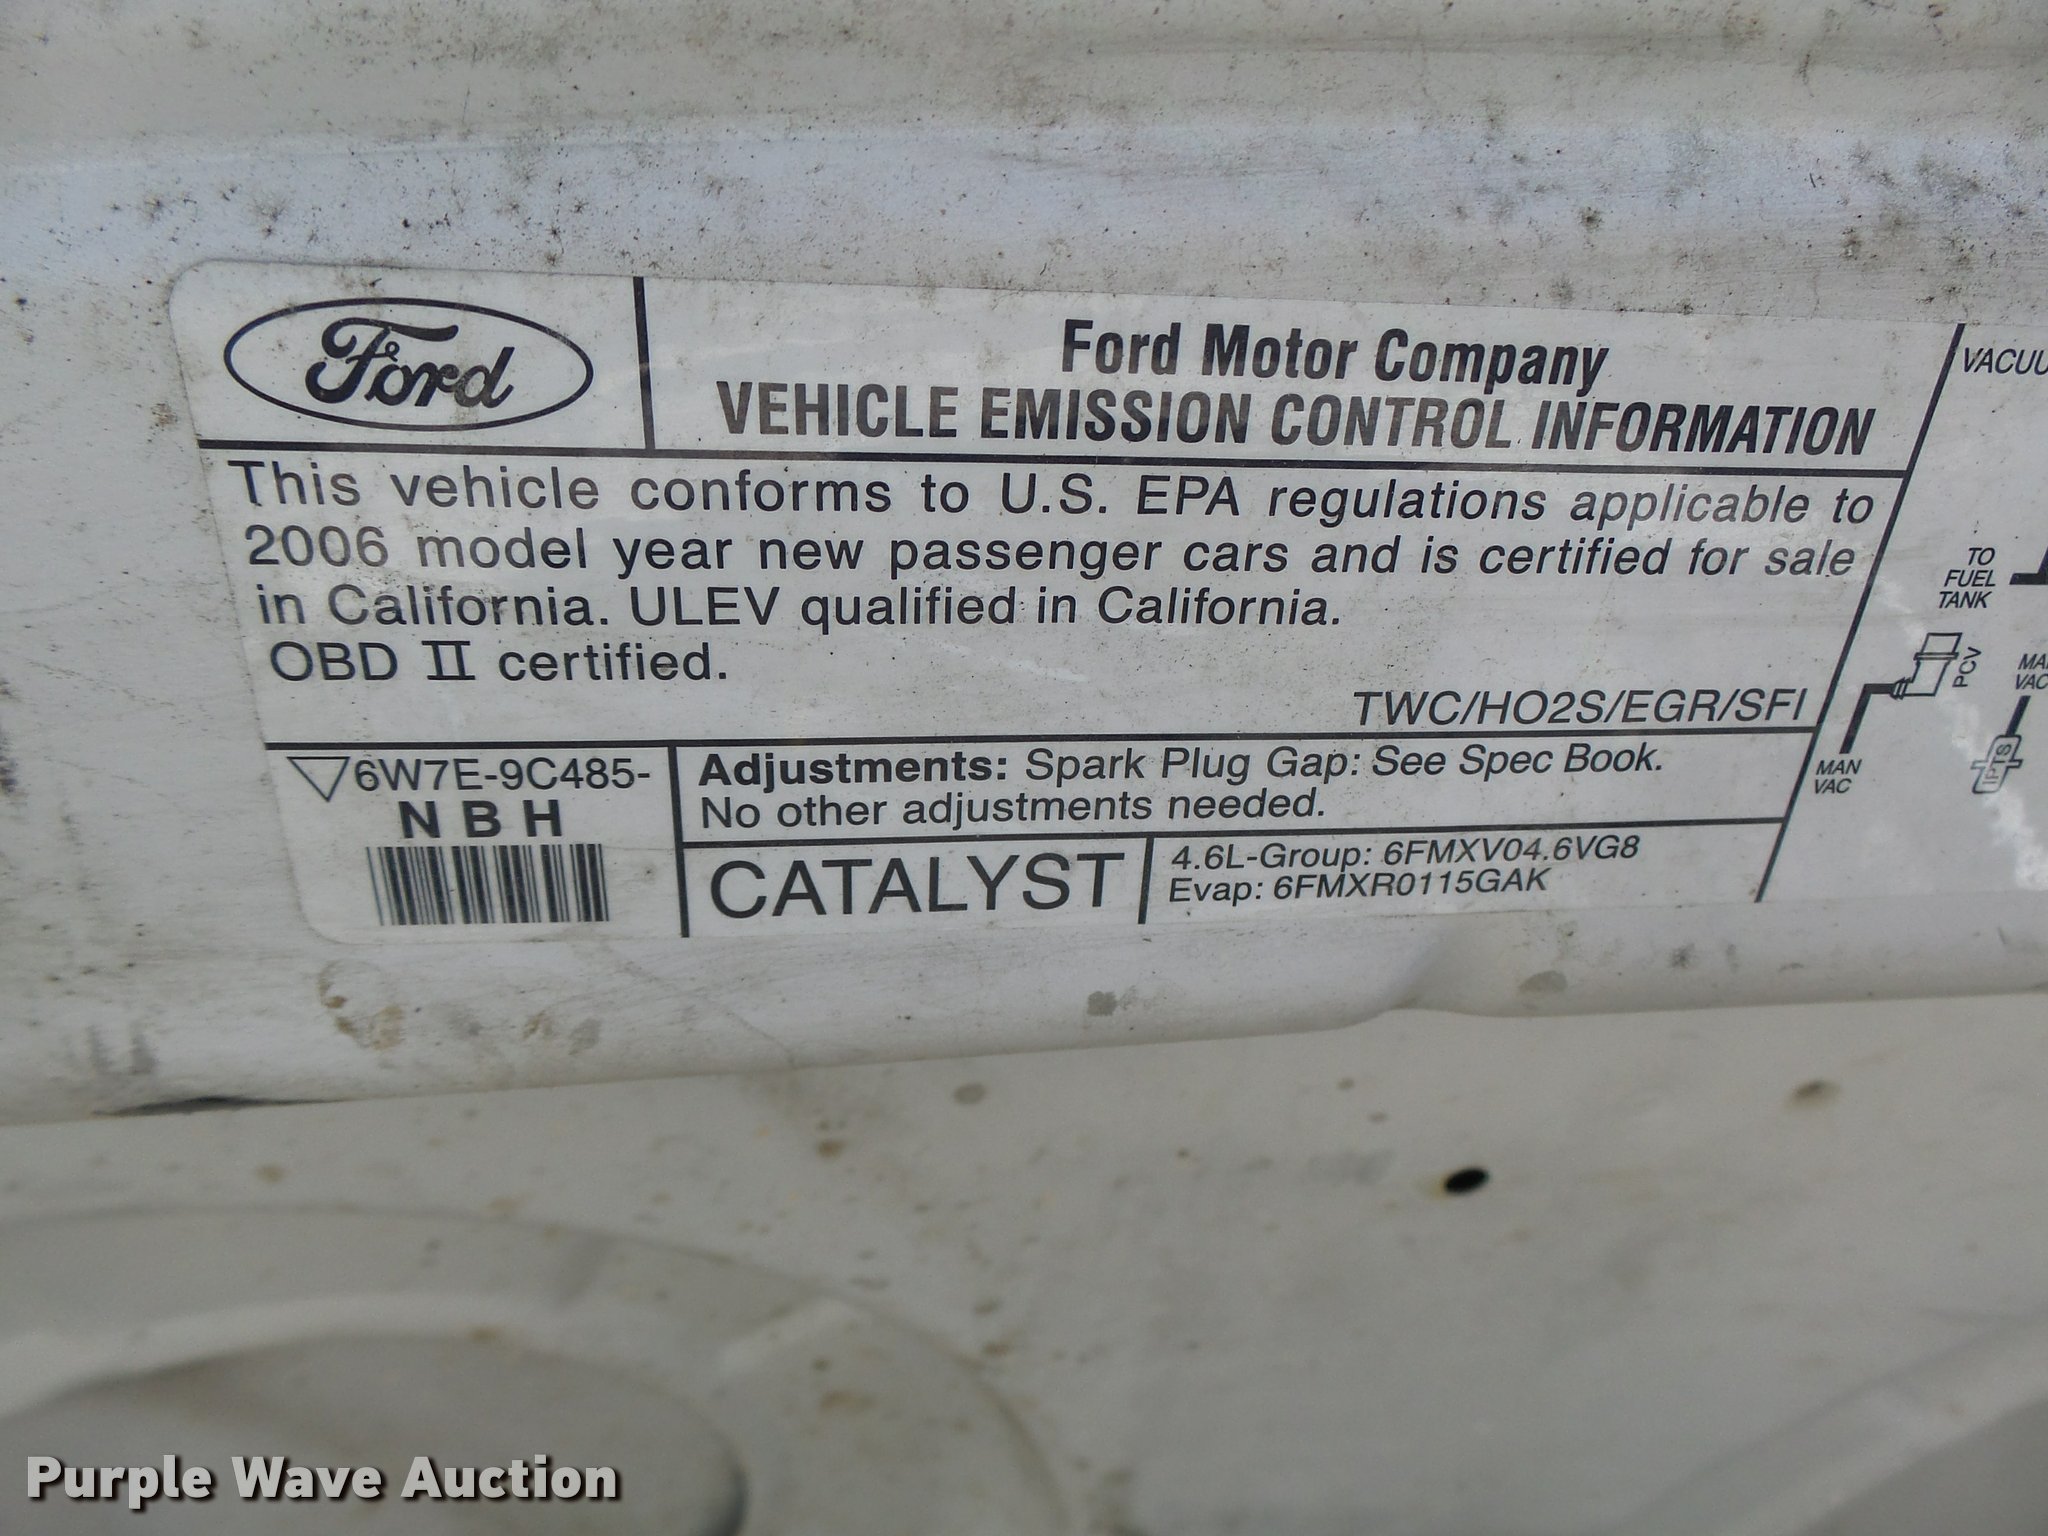 Ford
Ford Motor Company
VEHICLE EMISSION CONTROL INFORMATION
This vehicle conforms to U.S. EPA regulations applicable to
2006 model year new passenger cars and is certified for sale
in California. ULEV qualified in California.
OBD II certified.
TWC/HO2S/EGR/SFI
6W7E-9C485-
NBH
Adjustments: Spark Plug Gap: See Spec Book.
No other adjustments needed.
CATALYST
4.6L-Group: 6FMXV04.6VG8
Evap: 6FMXR0115GAK
VACUU
TO
FUEL
TANK
PCV
MAN
VAC
MA
VAC
Purple Wave Auction